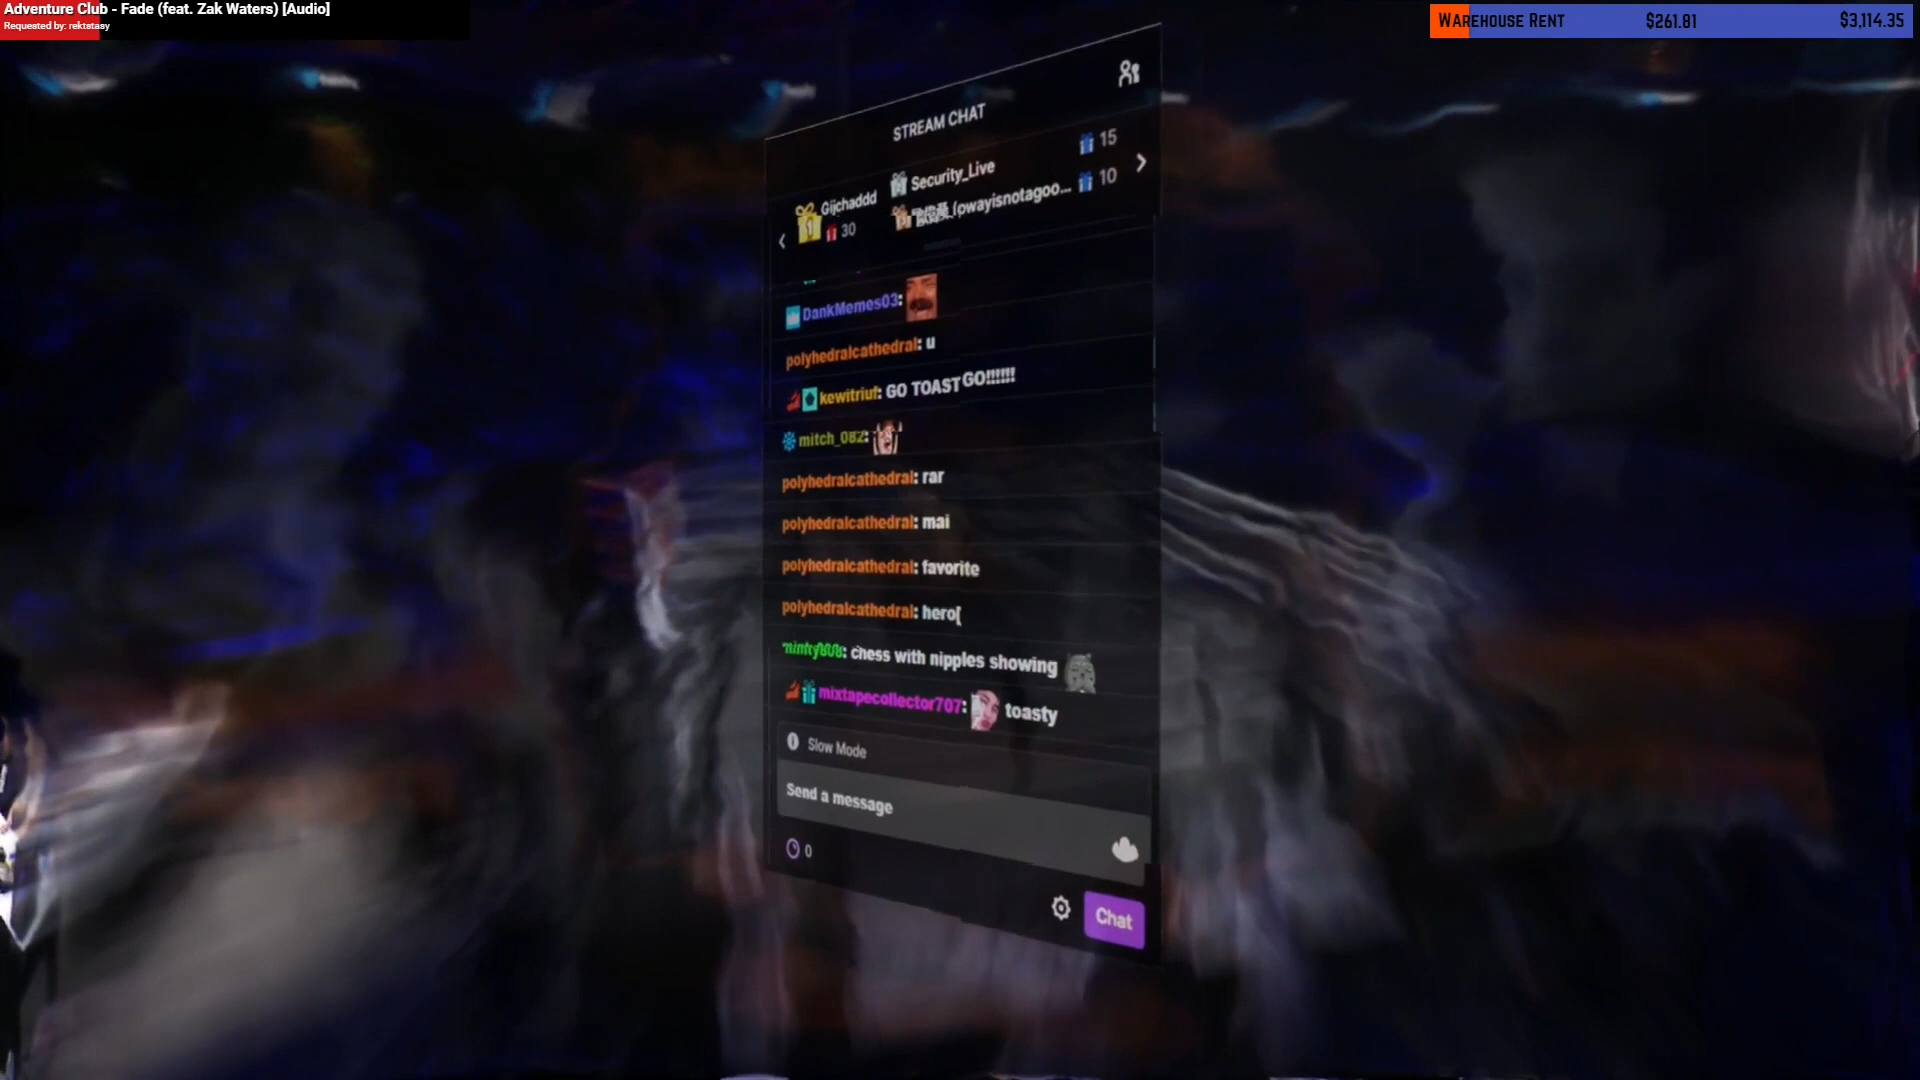 Adventure Club - Fade (feat. Zak Waters) [Audio]
Requested by: rektstasy
WAREHOUSE RENT $261.81 $3,114.35
STREAM CHAT
Gijchaddd
30
Security_Live 15
(owayisnotagoo... 10
DankMemes03:
polyhedralcathedral: u
kewitriuf: GO TOAST GO!!!!!!
mitch_082:
polyhedralcathedral: rar
polyhedralcathedral: mai
polyhedralcathedral: favorite
polyhedralcathedral: hero[
minky808: chess with nipples showing
mixtapecollector707: toasty
Slow Mode
Send a message
0
Chat